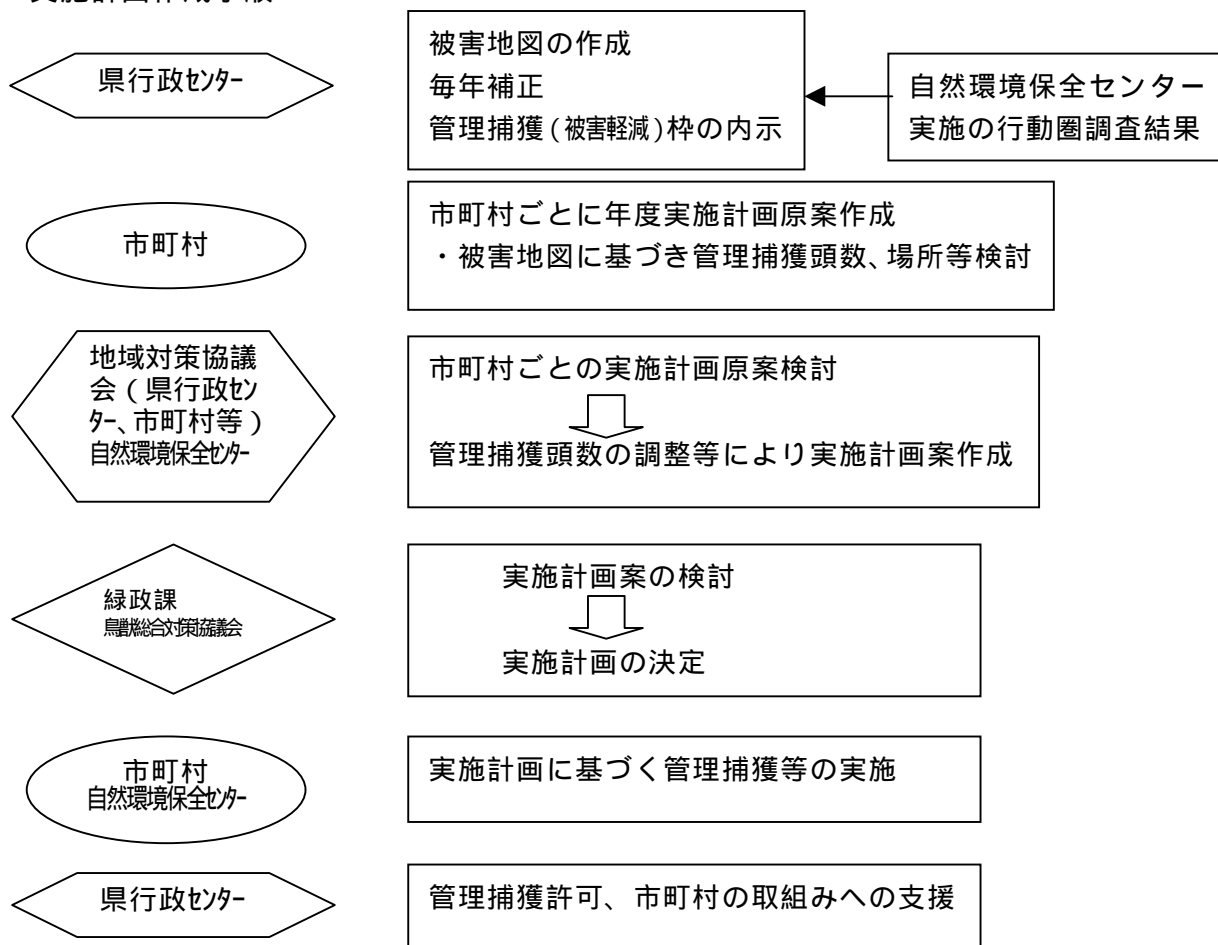 県行政ｾﾝﾀｰ
被害地図の作成
毎年補正
管理捕獲(被害軽減)枠の内示
自然環境保全センター
実施の行動圏調査結果
市町村
市町村ごとに年度実施計画原案作成
・被害地図に基づき管理捕獲頭数、場所等検討
地域対策協議
会(県行政ｾﾝ
ﾀｰ、市町村等)
自然環境保全ｾﾝﾀｰ
市町村ごとの実施計画原案検討
管理捕獲頭数の調整等により実施計画案作成
緑政課
鳥獣総合対策協議会
実施計画案の検討
実施計画の決定
市町村
自然環境保全ｾﾝﾀｰ
実施計画に基づく管理捕獲等の実施
県行政ｾﾝﾀｰ
管理捕獲許可、市町村の取組みへの支援